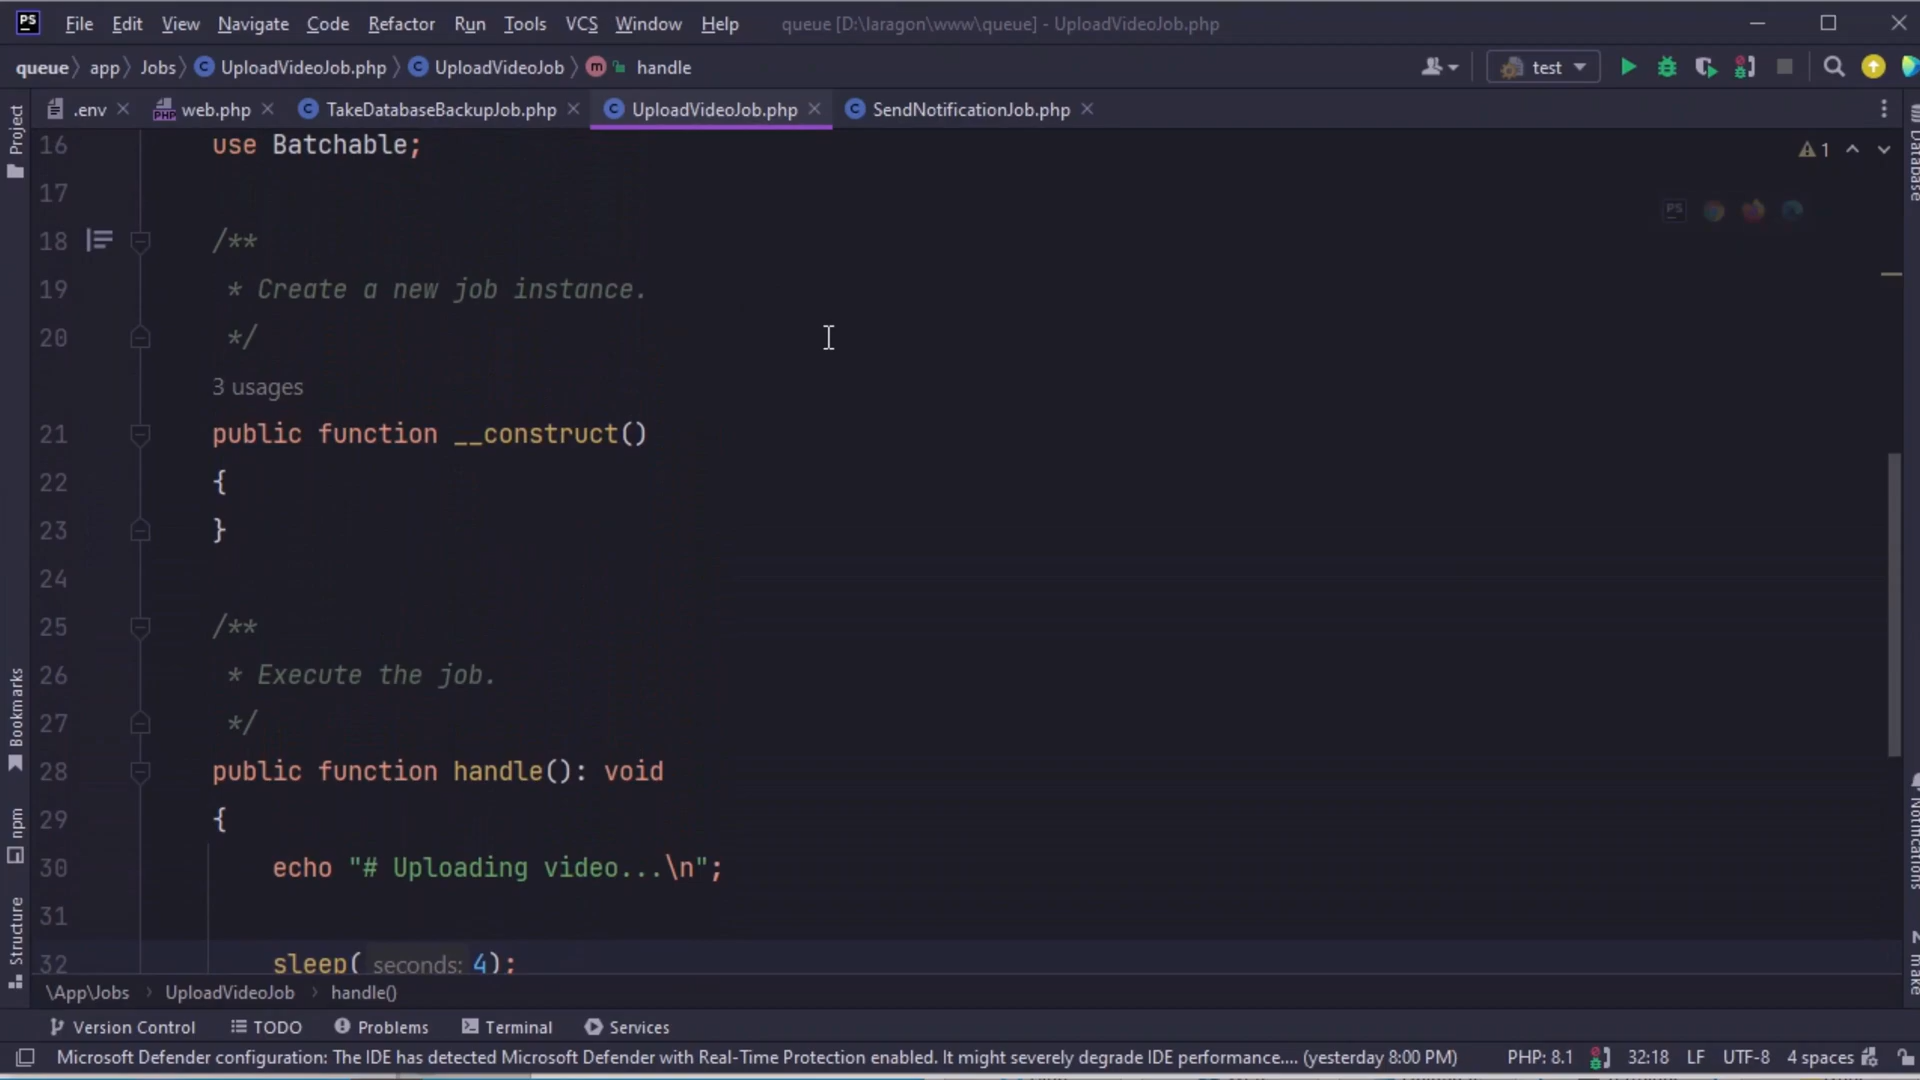 PS File Edit View Navigate Code Refactor Run Tools VCS Window Help queue [D:\laragon\www\queue] - UploadVideoJob.php
queue app Jobs UploadVideoJob.php UploadVideoJob handle test
.env web.php TakeDatabaseBackupJob.php UploadVideoJob.php SendNotificationJob.php
Project
Bookmarks
npm
Structure
Database
Notifications
make
1
16 use Batchable;
17
18 /**
19 * Create a new job instance.
20 */
3 usages
21 public function __construct()
22 {
23 }
24
25 /**
26 * Execute the job.
27 */
28 public function handle(): void
29 {
30 echo "# Uploading video...\n";
31
32 sleep( seconds: 4);
\App\Jobs UploadVideoJob handle()
Version Control TODO Problems Terminal Services
Microsoft Defender configuration: The IDE has detected Microsoft Defender with Real-Time Protection enabled. It might severely degrade IDE performance.... (yesterday 8:00 PM) PHP: 8.1 32:18 LF UTF-8 4 spaces